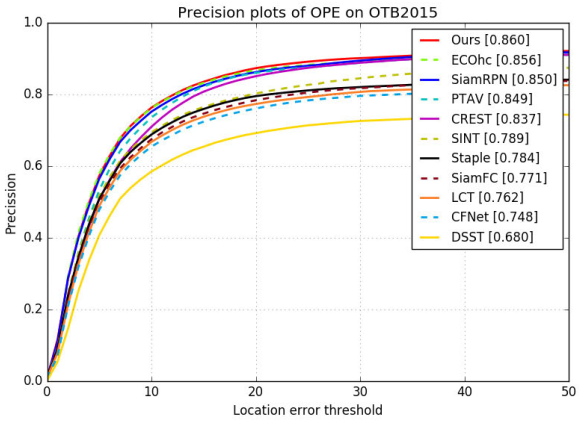 Precision plots of OPE on OTB2015
1.0
0.8
0.6
0.4
0.2
0.0
Precission
0
10
20
30
40
50
Location error threshold
Ours [0.860]
ECOhc [0.856]
SiamRPN [0.850]
PTAV [0.849]
CREST [0.837]
SINT [0.789]
Staple [0.784]
SiamFC [0.771]
LCT [0.762]
CFNet [0.748]
DSST [0.680]